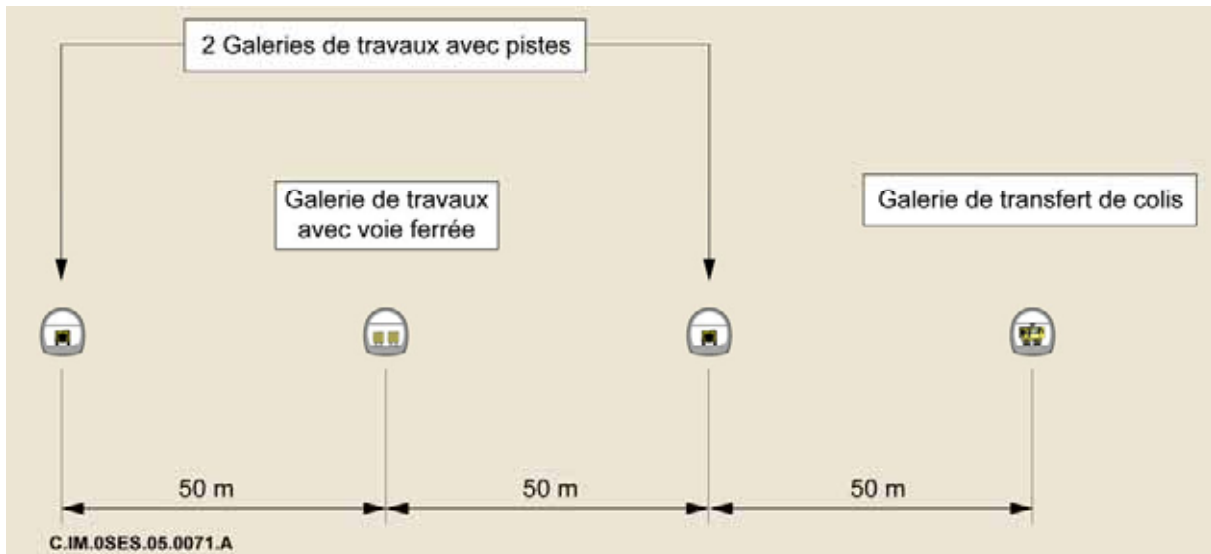 2 Galeries de travaux avec pistes
Galerie de travaux
avec voie ferrée
Galerie de transfert de colis
50 m
50 m
50 m
C.IM.0SES.05.0071.A